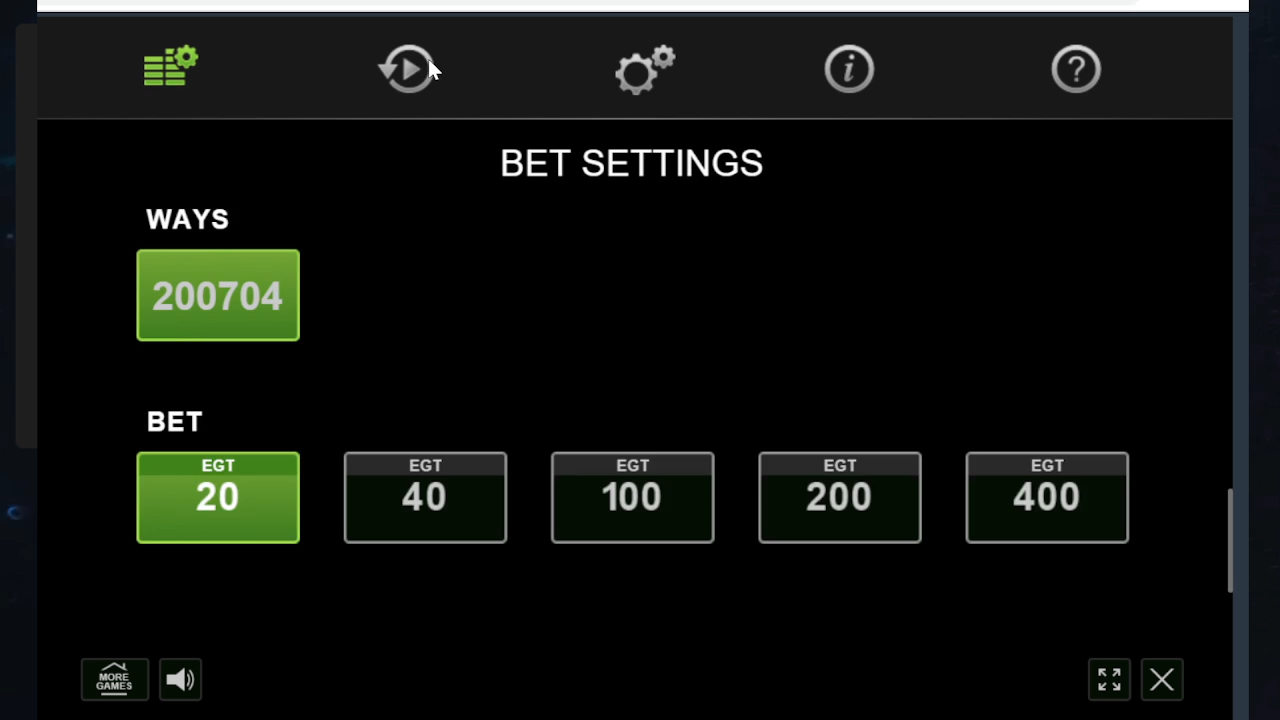 BET SETTINGS
WAYS
200704
BET
EGT EGT EGT EGT EGT
20 40 100 200 400
MORE
GAMES